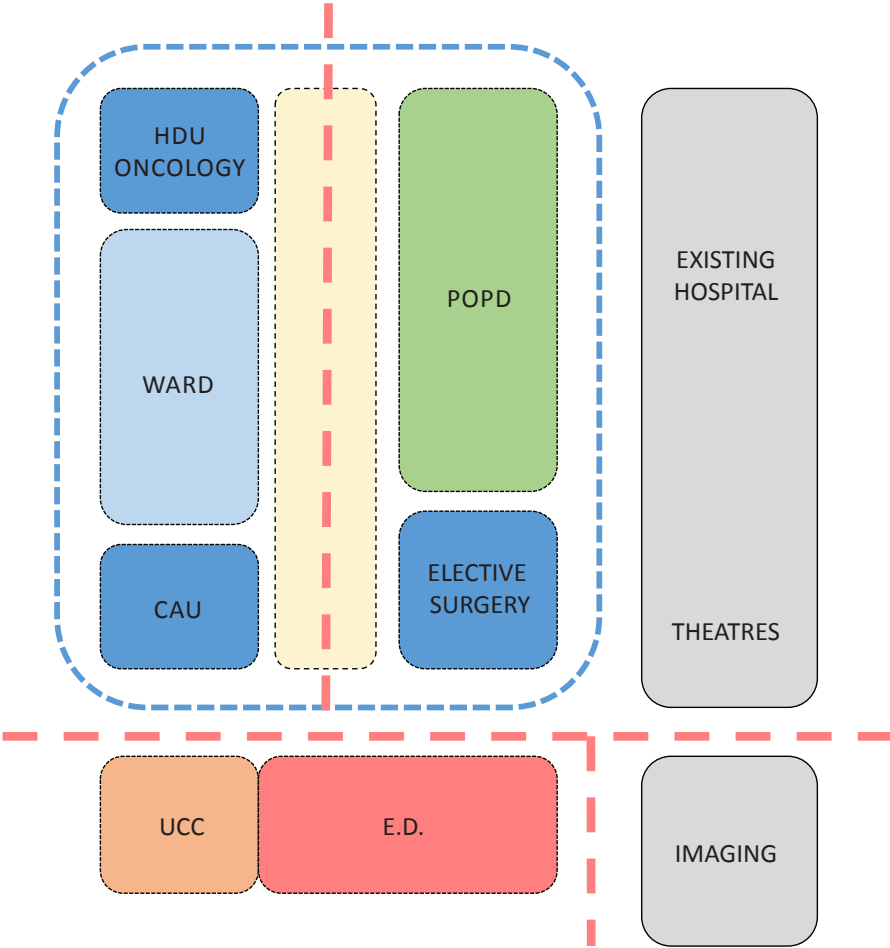 HDU
ONCOLOGY
WARD
CAU
POPD
ELECTIVE
SURGERY
EXISTING
HOSPITAL
THEATRES
UCC
E.D.
IMAGING